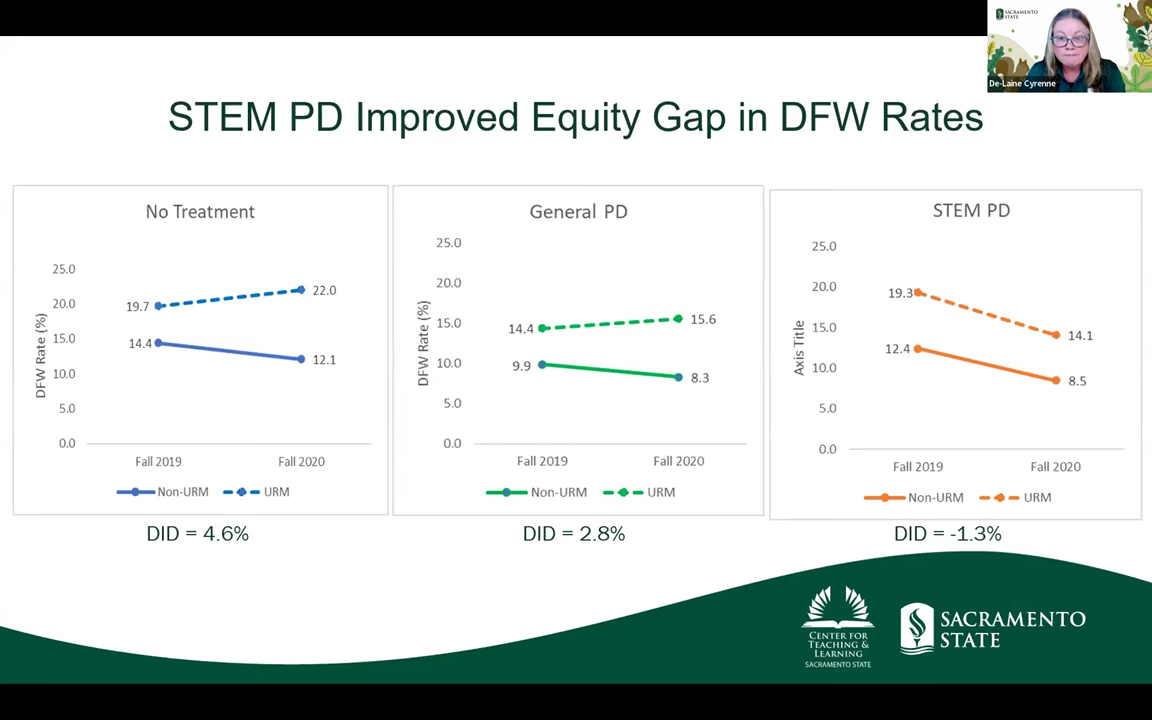 SACRAMENTO
STATE
De-Laine Cyrenne
STEM PD Improved Equity Gap in DFW Rates
No Treatment
DFW Rate (%)
25.0
20.0
15.0
10.0
5.0
0.0
19.7
22.0
14.4
12.1
Fall 2019
Fall 2020
Non-URM
URM
DID = 4.6%
General PD
DFW Rate (%)
25.0
20.0
15.0
10.0
5.0
0.0
14.4
15.6
9.9
8.3
Fall 2019
Fall 2020
Non-URM
URM
DID = 2.8%
STEM PD
Axis Title
25.0
20.0
15.0
10.0
5.0
0.0
19.3
14.1
12.4
8.5
Fall 2019
Fall 2020
Non-URM
URM
DID = -1.3%
CENTER FOR
TEACHING &
LEARNING
SACRAMENTO STATE
SACRAMENTO
STATE